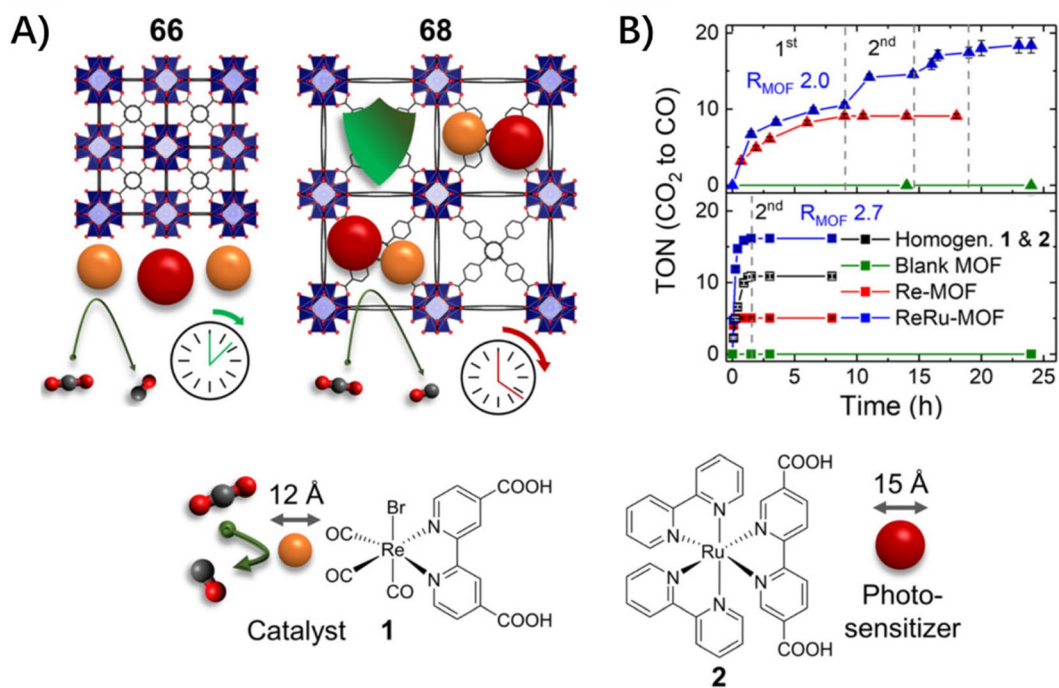 A)
66
68
B)
TON (CO₂ to CO)
20
10
0
1st
2nd
R_MOF 2.0
20
10
0
2nd
R_MOF 2.7
Homogen. 1 & 2
Blank MOF
Re-MOF
ReRu-MOF
0 5 10 15 20 25
Time (h)
12 Å
Br
COOH
OC
N
Re
OC
N
CO
COOH
Catalyst 1
COOH
N
N
N
Ru
N
N
N
COOH
2
15 Å
Photo-
sensitizer